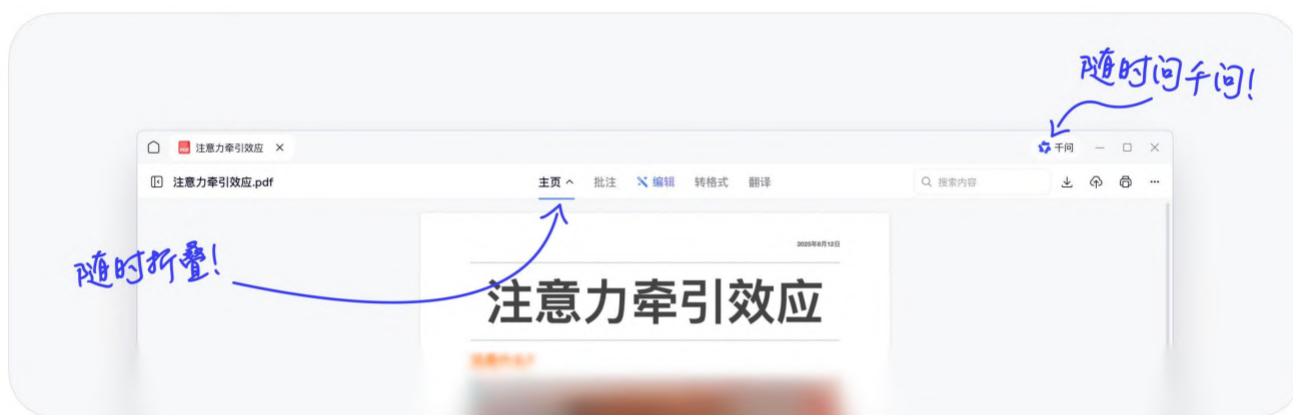 随时问千问!
注意力牵引效应
千问
注意力牵引效应.pdf
主页 批注 编辑 转格式 翻译 搜索内容
2025年8月12日
随时折叠!
注意力牵引效应